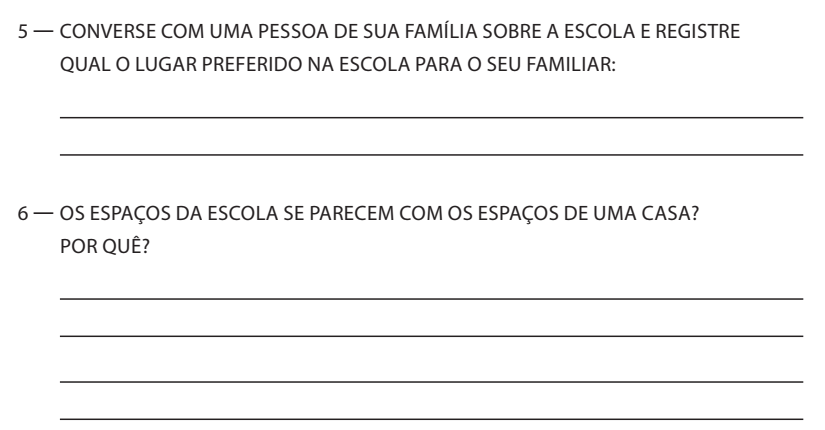 5 — CONVERSE COM UMA PESSOA DE SUA FAMÍLIA SOBRE A ESCOLA E REGISTRE
QUAL O LUGAR PREFERIDO NA ESCOLA PARA O SEU FAMILIAR:
6 — OS ESPAÇOS DA ESCOLA SE PARECEM COM OS ESPAÇOS DE UMA CASA?
POR QUÊ?